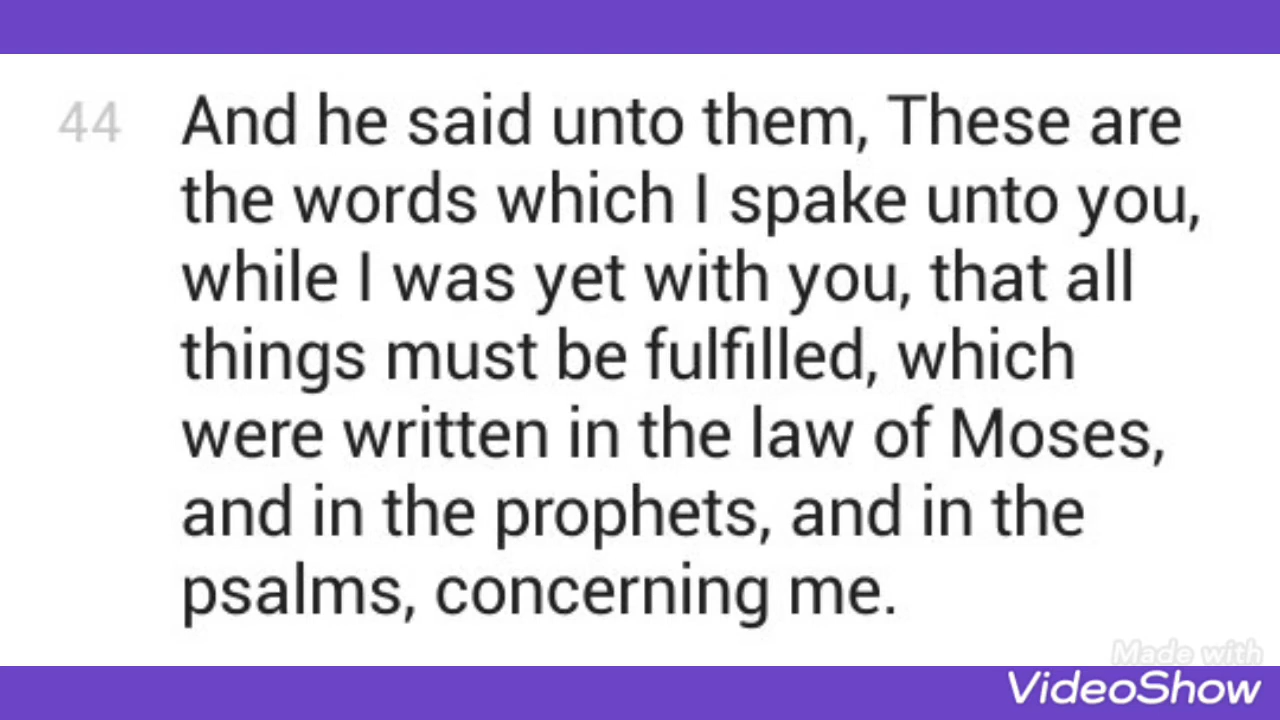 44 And he said unto them, These are
the words which I spake unto you,
while I was yet with you, that all
things must be fulfilled, which
were written in the law of Moses,
and in the prophets, and in the
psalms, concerning me.
Made with
VideoShow